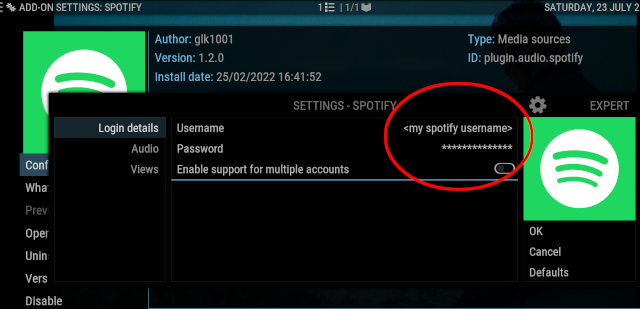 ADD-ON SETTINGS: SPOTIFY 1 | 1/1 SATURDAY, 23 JULY 2
Author: glk1001 Type: Media sources
Version: 1.2.0 ID: plugin.audio.spotify
Install date: 25/02/2022 16:41:52
SETTINGS - SPOTIFY EXPERT
Login details Username <my spotify username>
Audio Password **************
Views Enable support for multiple accounts
Conf
What
Previ
Oper
Unins
Vers
Disable
OK
Cancel
Defaults